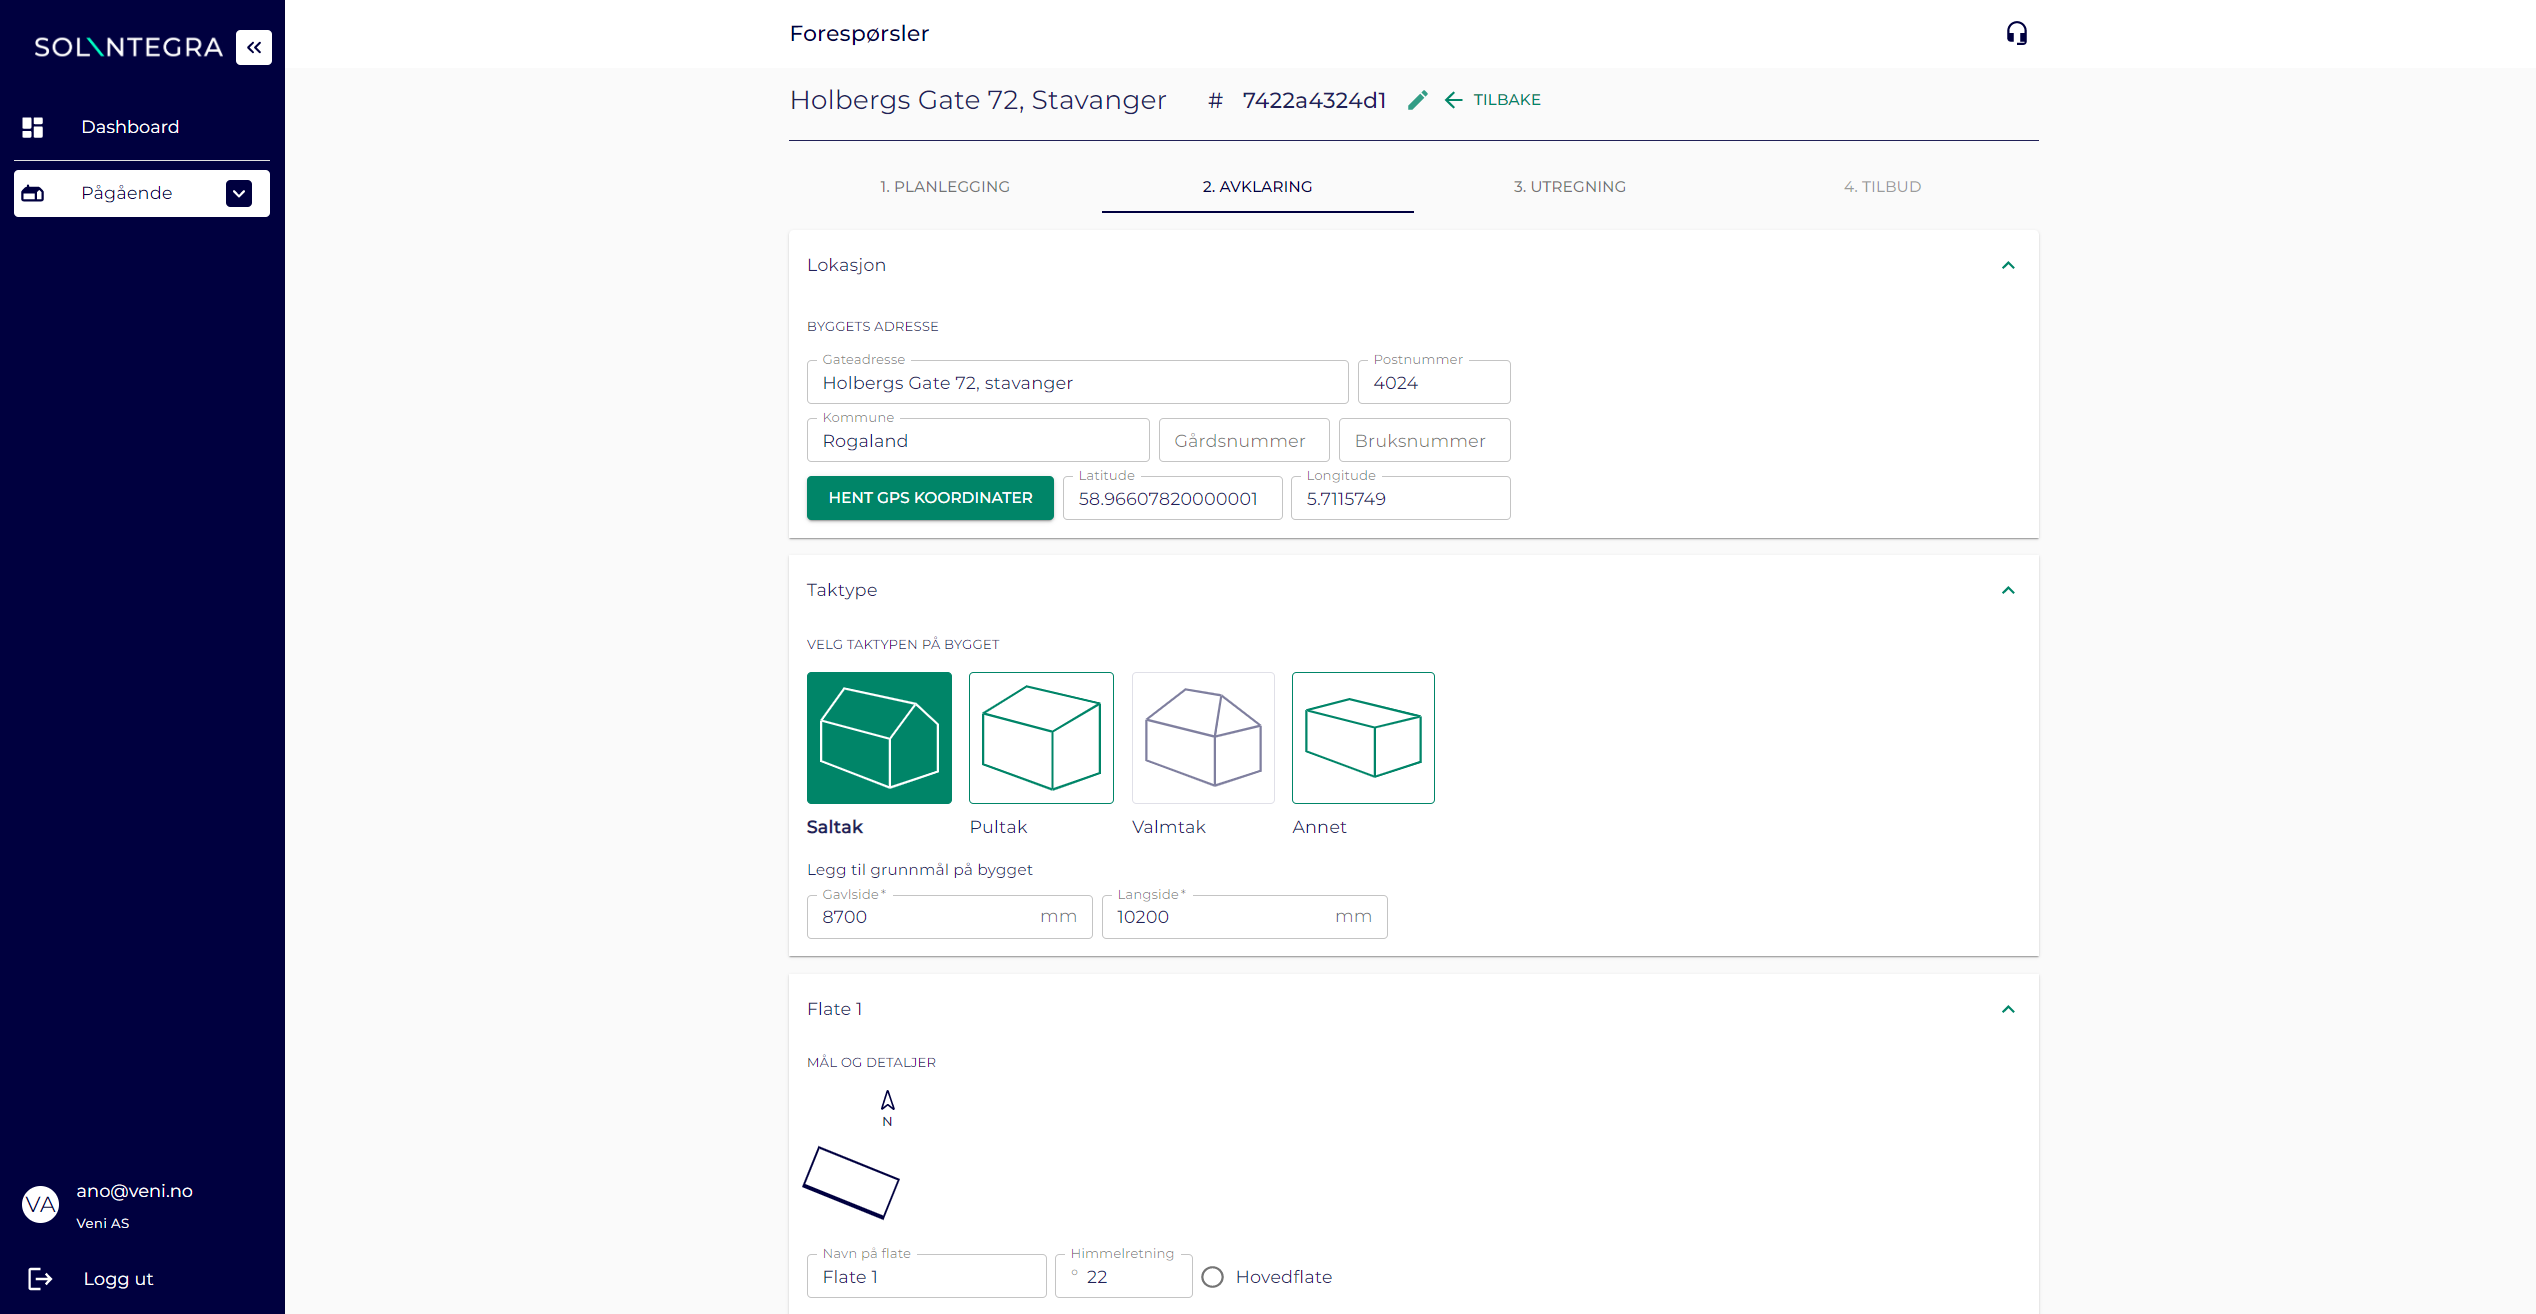 SOLINTEGRA
Forespørsler
Dashboard
Pågående
Holbergs Gate 72, Stavanger # 7422a4324d1 TILBAKE
1. PLANLEGGING 2. AVKLARING 3. UTREGNING 4. TILBUD
Lokasjon
BYGGETS ADRESSE
Gateadresse Postnummer
Holbergs Gate 72, stavanger 4024
Kommune
Rogaland Gårdsnummer Bruksnummer
Latitude Longitude
HENT GPS KOORDINATER 58.96607820000001 5.7115749
Taktype
VELG TAKTYPEN PÅ BYGGET
Saltak Pultak Valmtak Annet
Legg til grunnmål på bygget
Gavlside* Langside*
8700 mm 10200 mm
Flate 1
MÅL OG DETALJER
N
Navn på flate Himmelretning
Flate 1 ° 22 Hovedflate
VA ano@veni.no
Veni AS
Logg ut